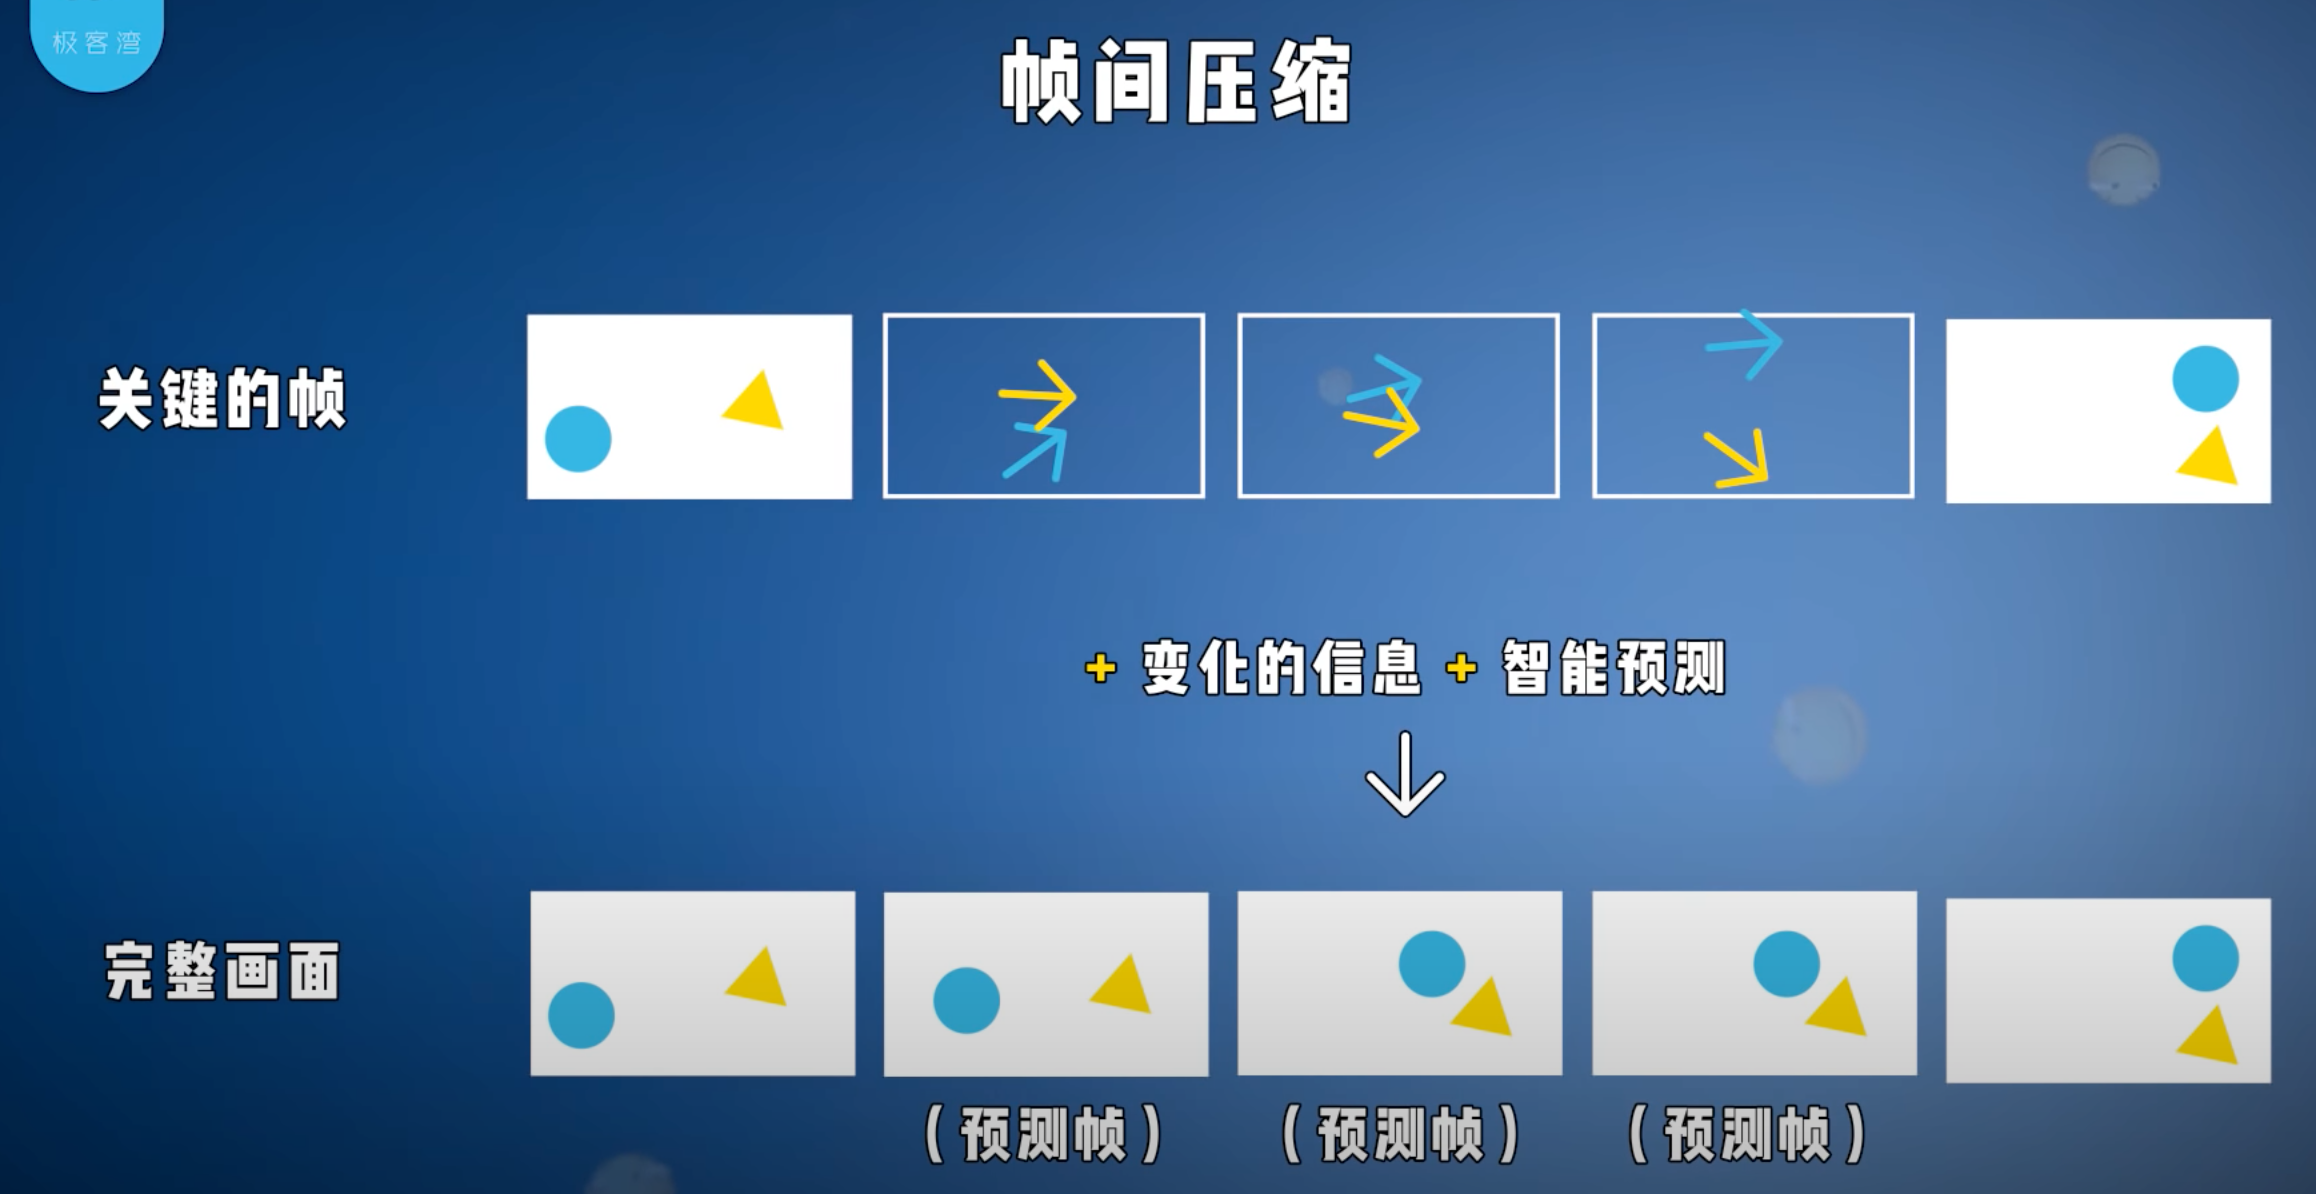 极客湾
帧间压缩
关键的帧
+ 变化的信息 + 智能预测
完整画面
（预测帧） （预测帧） （预测帧）